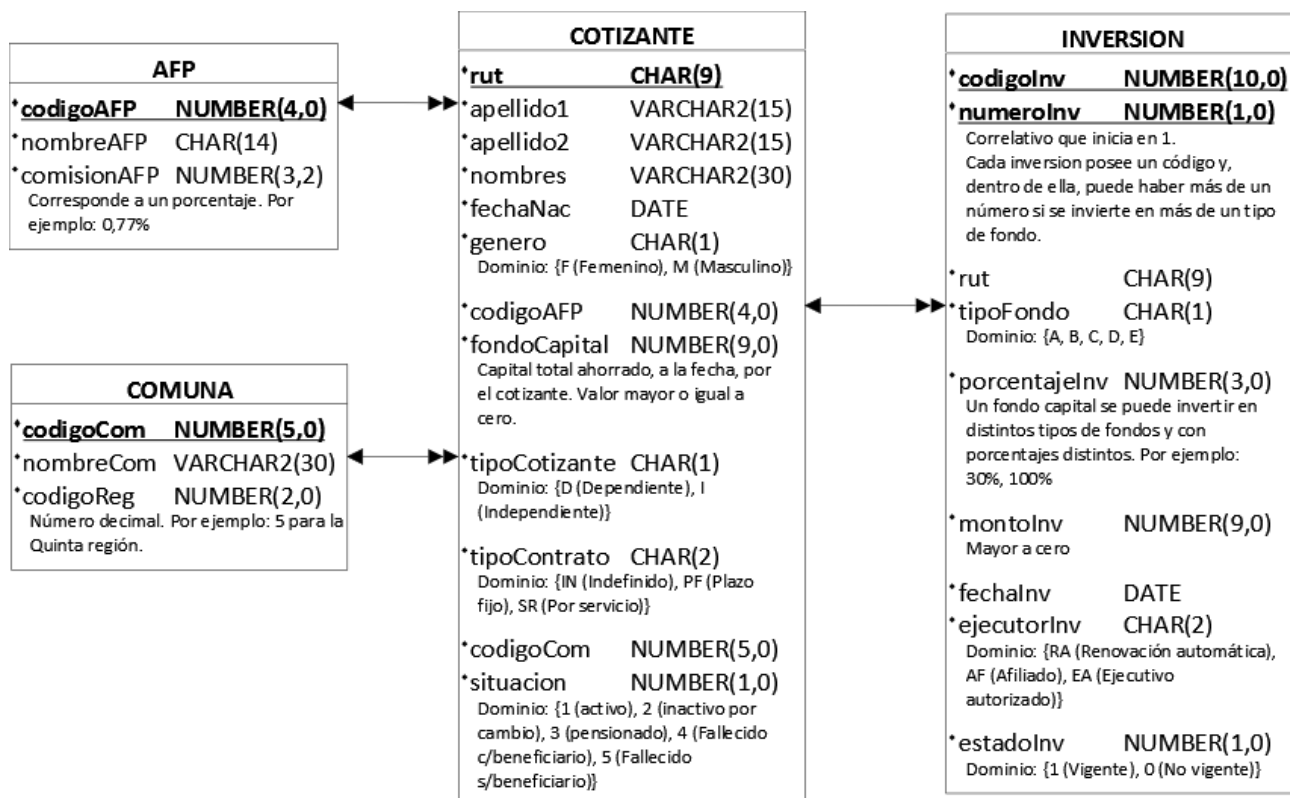 AFP
codigoAFP NUMBER(4,0)
nombreAFP CHAR(14)
comisionAFP NUMBER(3,2)
Corresponde a un porcentaje. Por
ejemplo: 0,77%
COMUNA
codigoCom NUMBER(5,0)
nombreCom VARCHAR2(30)
codigoReg NUMBER(2,0)
Número decimal. Por ejemplo: 5 para la
Quinta región.
COTIZANTE
rut CHAR(9)
apellido1 VARCHAR2(15)
apellido2 VARCHAR2(15)
nombres VARCHAR2(30)
fechaNac DATE
genero CHAR(1)
Dominio: {F (Femenino), M (Masculino)}
codigoAFP NUMBER(4,0)
fondoCapital NUMBER(9,0)
Capital total ahorrado, a la fecha, por
el cotizante. Valor mayor o igual a
cero.
tipoCotizante CHAR(1)
Dominio: {D (Dependiente), I
(Independiente)}
tipoContrato CHAR(2)
Dominio: {IN (Indefinido), PF (Plazo
fijo), SR (Por servicio)}
codigoCom NUMBER(5,0)
situacion NUMBER(1,0)
Dominio: {1 (activo), 2 (inactivo por
cambio), 3 (pensionado), 4 (Fallecido
c/beneficiario), 5 (Fallecido
s/beneficiario)}
INVERSION
codigoInv NUMBER(10,0)
numeroInv NUMBER(1,0)
Correlativo que inicia en 1.
Cada inversion posee un código y,
dentro de ella, puede haber más de un
número si se invierte en más de un tipo
de fondo.
rut CHAR(9)
tipoFondo CHAR(1)
Dominio: {A, B, C, D, E}
porcentajeInv NUMBER(3,0)
Un fondo capital se puede invertir en
distintos tipos de fondos y con
porcentajes distintos. Por ejemplo:
30%, 100%
montoInv NUMBER(9,0)
Mayor a cero
fechaInv DATE
ejecutorInv CHAR(2)
Dominio: {RA (Renovación automática),
AF (Afiliado), EA (Ejecutivo
autorizado)}
estadoInv NUMBER(1,0)
Dominio: {1 (Vigente), 0 (No vigente)}